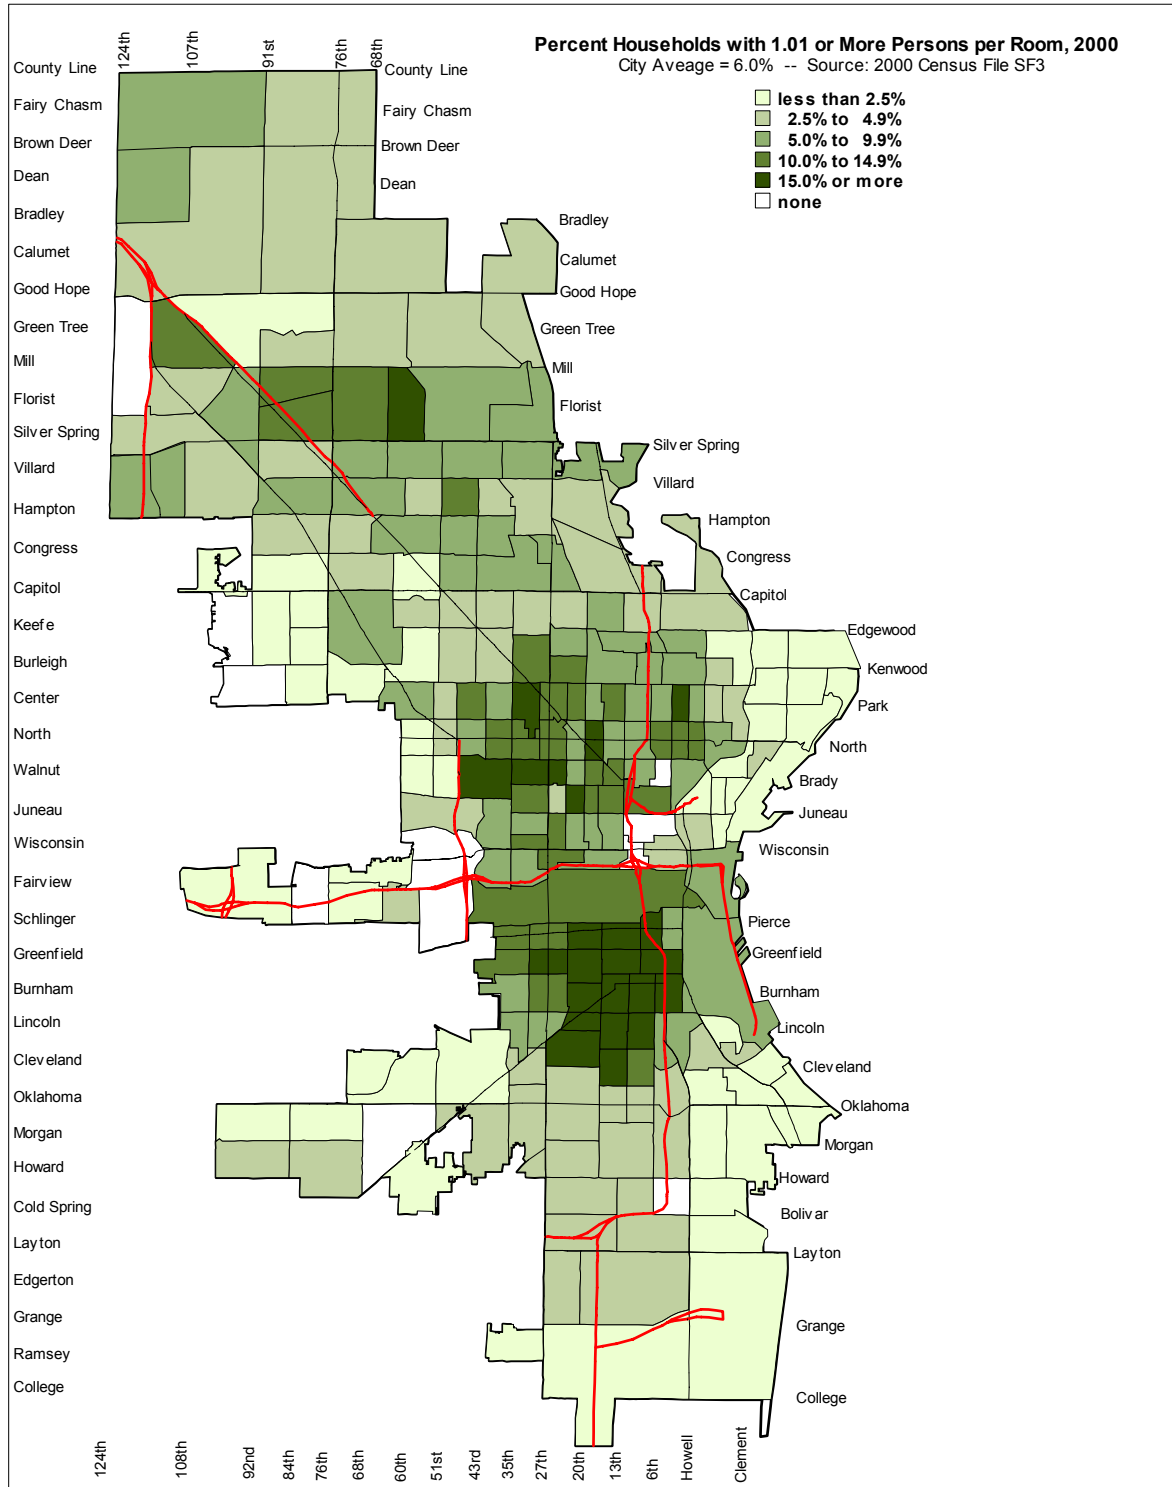 Percent Households with 1.01 or More Persons per Room, 2000
City Aveage = 6.0% -- Source: 2000 Census File SF3
less than 2.5%
2.5% to 4.9%
5.0% to 9.9%
10.0% to 14.9%
15.0% or more
none
124th
107th
91st
76th
68th
County Line
Fairy Chasm
Brown Deer
Dean
Bradley
Calumet
Good Hope
Green Tree
Mill
Florist
Silver Spring
Villard
Hampton
Congress
Capitol
Keefe
Burleigh
Center
North
Walnut
Juneau
Wisconsin
Fairview
Schlinger
Greenfield
Burnham
Lincoln
Cleveland
Oklahoma
Morgan
Howard
Cold Spring
Layton
Edgerton
Grange
Ramsey
College
County Line
Fairy Chasm
Brown Deer
Dean
Bradley
Calumet
Good Hope
Green Tree
Mill
Florist
Silver Spring
Villard
Hampton
Congress
Capitol
Edgewood
Kenwood
Park
North
Brady
Juneau
Wisconsin
Pierce
Greenfield
Burnham
Lincoln
Cleveland
Oklahoma
Morgan
Howard
Bolivar
Layton
Grange
College
124th
108th
92nd
84th
76th
68th
60th
51st
43rd
35th
27th
20th
13th
6th
Howell
Clement